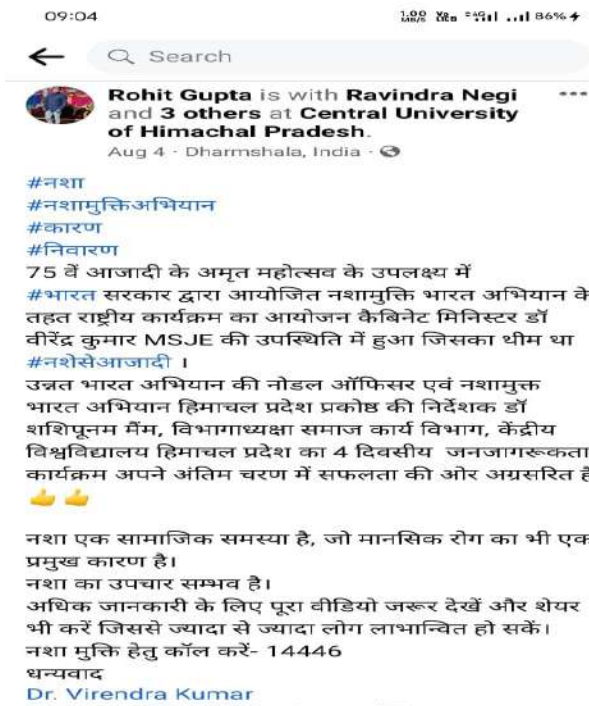 09:04 1.00 MB/S 4G 86%
Search
Rohit Gupta is with Ravindra Negi
and 3 others at Central University
of Himachal Pradesh.
Aug 4 · Dharmshala, India ·
#नशा
#नशामुक्तिअभियान
#कारण
#निवारण
75 वें आजादी के अमृत महोत्सव के उपलक्ष्य में
#भारत सरकार द्वारा आयोजित नशामुक्ति भारत अभियान के
तहत राष्ट्रीय कार्यक्रम का आयोजन कैबिनेट मिनिस्टर डॉ
वीरेंद्र कुमार MSJE की उपस्थिति में हुआ जिसका थीम था
#नशेसेआजादी ।
उन्नत भारत अभियान की नोडल ऑफिसर एवं नशामुक्त
भारत अभियान हिमाचल प्रदेश प्रकोष्ठ की निर्देशक डॉ
शशिपूनम मैंम, विभागाध्यक्षा समाज कार्य विभाग, केंद्रीय
विश्वविद्यालय हिमाचल प्रदेश का 4 दिवसीय जनजागरूकता
कार्यक्रम अपने अंतिम चरण में सफलता की ओर अग्रसरित है
👍 👍
नशा एक सामाजिक समस्या है, जो मानसिक रोग का भी एक
प्रमुख कारण है।
नशा का उपचार सम्भव है।
अधिक जानकारी के लिए पूरा वीडियो जरूर देखें और शेयर
भी करें जिससे ज्यादा से ज्यादा लोग लाभान्वित हो सकें।
नशा मुक्ति हेतु कॉल करें- 14446
धन्यवाद
Dr. Virendra Kumar